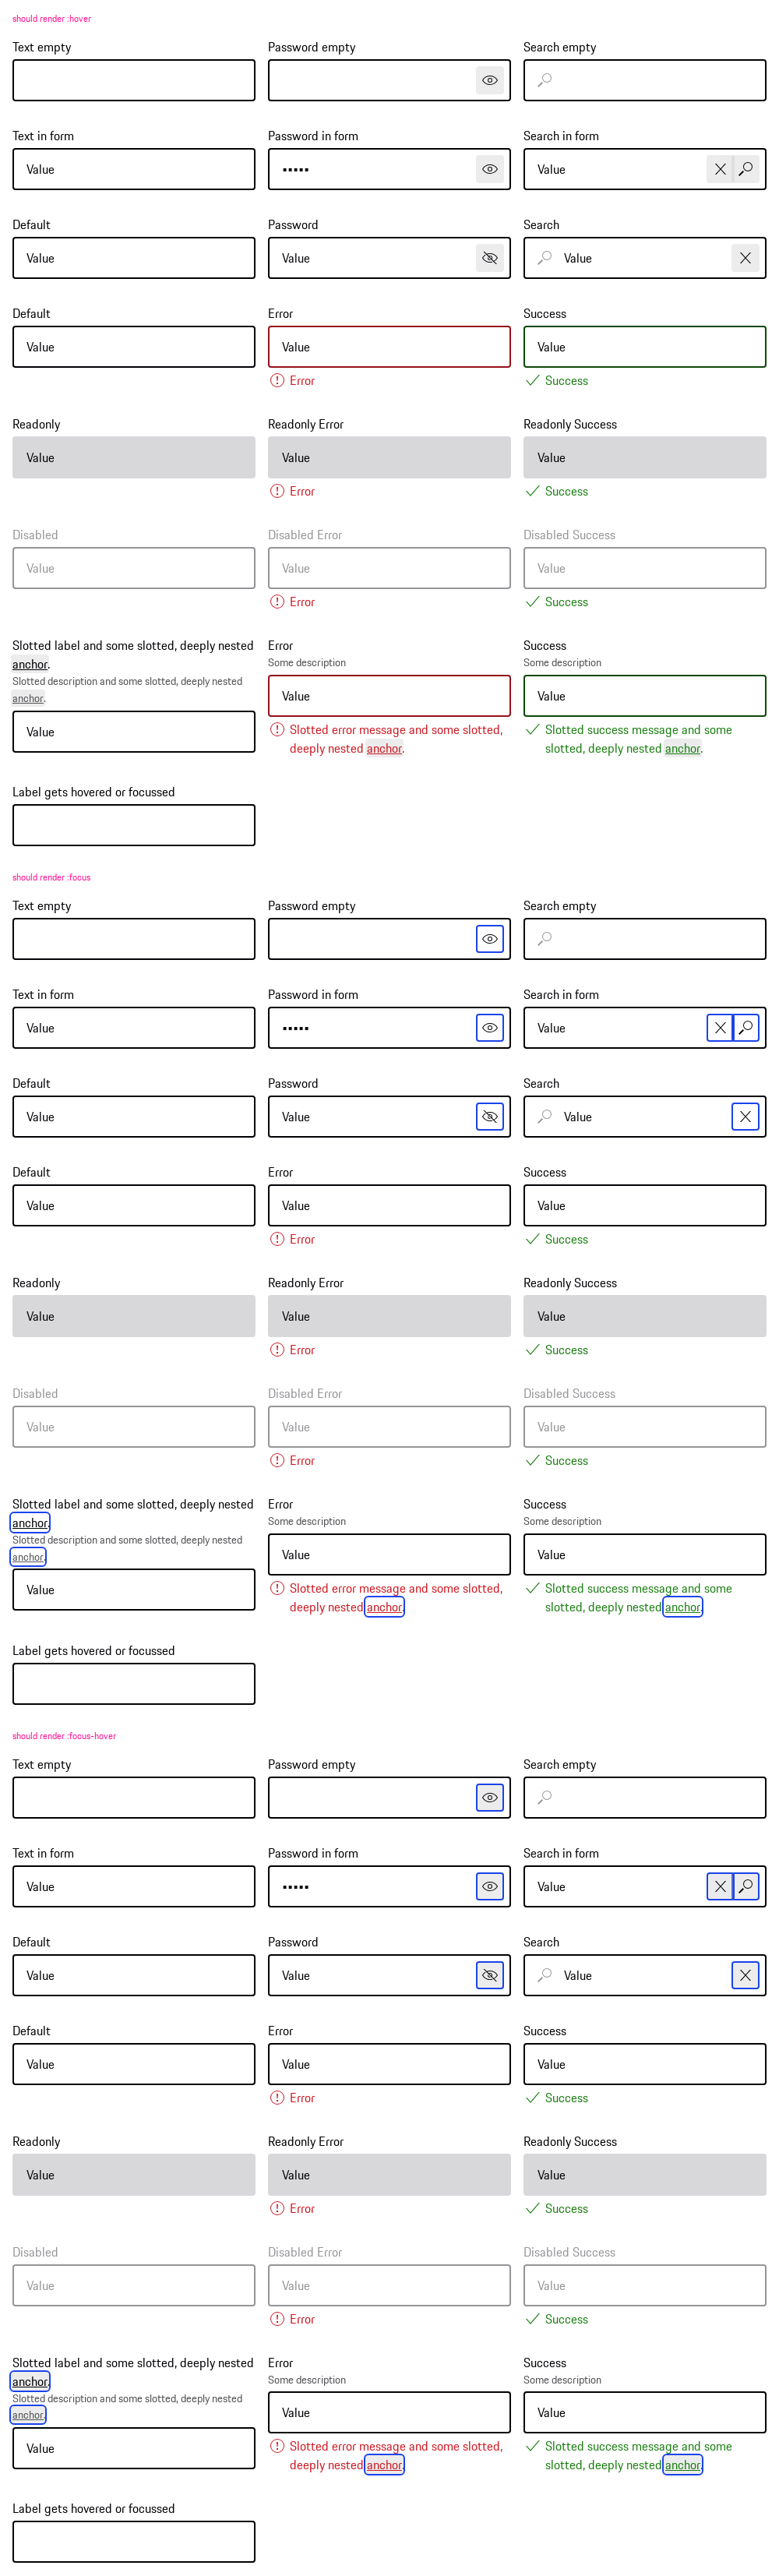 should render :hover
Text empty
Password empty
Search empty
Text in form
Password in form
Search in form
Value
•••••
Value
Default
Password
Search
Value
Value
Value
Default
Error
Success
Value
Value
Value
Error
Success
Readonly
Readonly Error
Readonly Success
Value
Value
Value
Error
Success
Disabled
Disabled Error
Disabled Success
Value
Value
Value
Error
Success
Slotted label and some slotted, deeply nested
anchor.
Slotted description and some slotted, deeply nested
anchor.
Value
Error
Some description
Value
Slotted error message and some slotted,
deeply nested anchor.
Success
Some description
Value
Slotted success message and some
slotted, deeply nested anchor.
Label gets hovered or focussed
should render :focus
Text empty
Password empty
Search empty
Text in form
Password in form
Search in form
Value
•••••
Value
Default
Password
Search
Value
Value
Value
Default
Error
Success
Value
Value
Value
Error
Success
Readonly
Readonly Error
Readonly Success
Value
Value
Value
Error
Success
Disabled
Disabled Error
Disabled Success
Value
Value
Value
Error
Success
Slotted label and some slotted, deeply nested
anchor.
Slotted description and some slotted, deeply nested
anchor.
Value
Error
Some description
Value
Slotted error message and some slotted,
deeply nested anchor.
Success
Some description
Value
Slotted success message and some
slotted, deeply nested anchor.
Label gets hovered or focussed
should render :focus-hover
Text empty
Password empty
Search empty
Text in form
Password in form
Search in form
Value
•••••
Value
Default
Password
Search
Value
Value
Value
Default
Error
Success
Value
Value
Value
Error
Success
Readonly
Readonly Error
Readonly Success
Value
Value
Value
Error
Success
Disabled
Disabled Error
Disabled Success
Value
Value
Value
Error
Success
Slotted label and some slotted, deeply nested
anchor.
Slotted description and some slotted, deeply nested
anchor.
Value
Error
Some description
Value
Slotted error message and some slotted,
deeply nested anchor.
Success
Some description
Value
Slotted success message and some
slotted, deeply nested anchor.
Label gets hovered or focussed